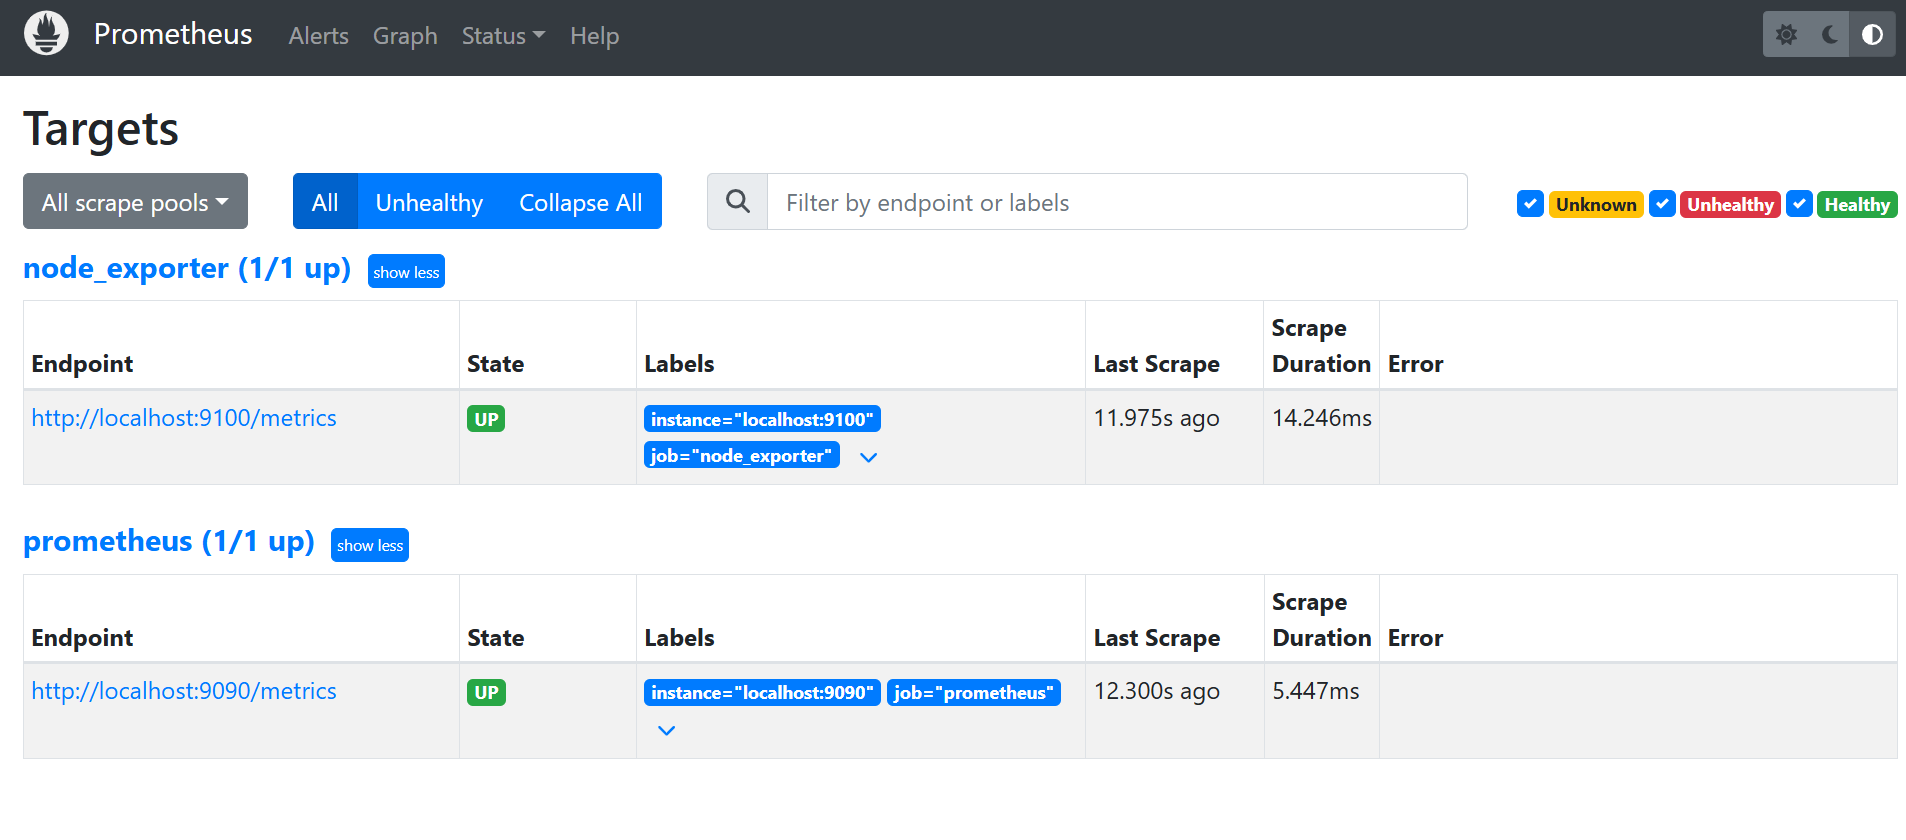 Prometheus Alerts Graph Status Help
Targets
All scrape pools All Unhealthy Collapse All Filter by endpoint or labels Unknown Unhealthy Healthy
node_exporter (1/1 up) show less
Endpoint State Labels Last Scrape Scrape Duration Error
http://localhost:9100/metrics UP instance="localhost:9100" 11.975s ago 14.246ms
job="node_exporter"
prometheus (1/1 up) show less
Endpoint State Labels Last Scrape Scrape Duration Error
http://localhost:9090/metrics UP instance="localhost:9090" job="prometheus" 12.300s ago 5.447ms